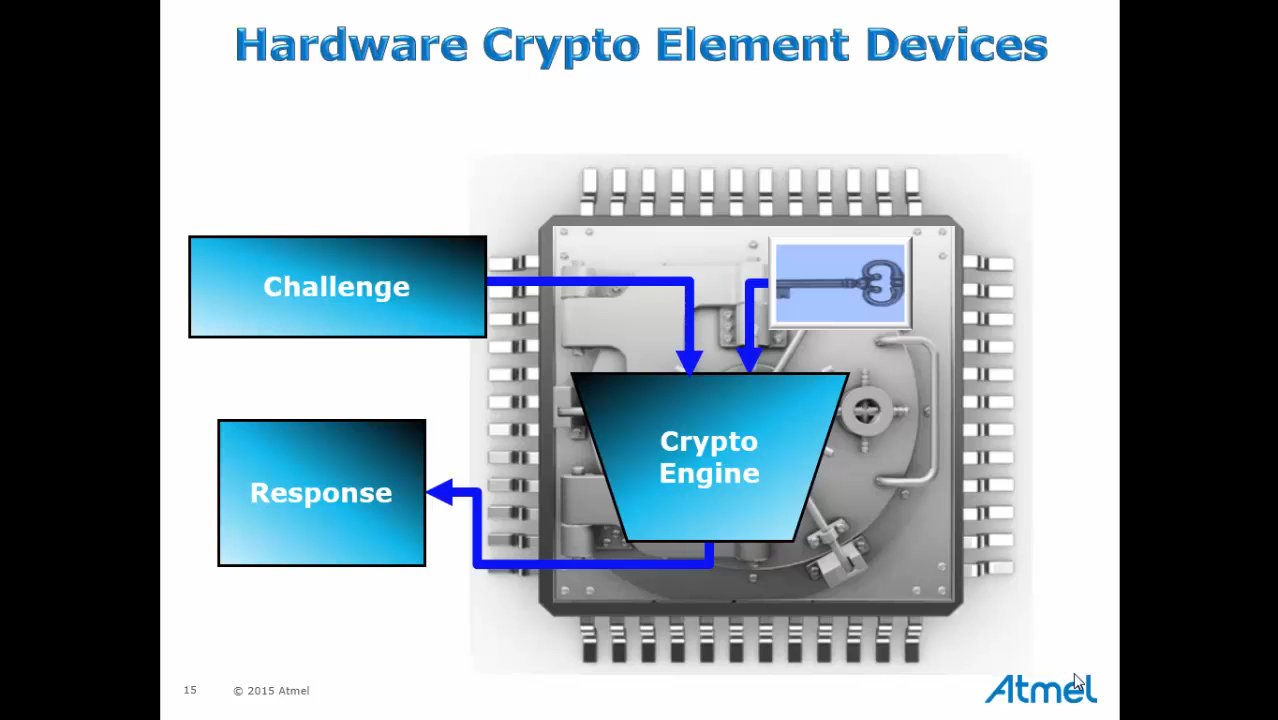 Hardware Crypto Element Devices
Challenge
Crypto
Engine
Response
15
© 2015 Atmel
Atmel